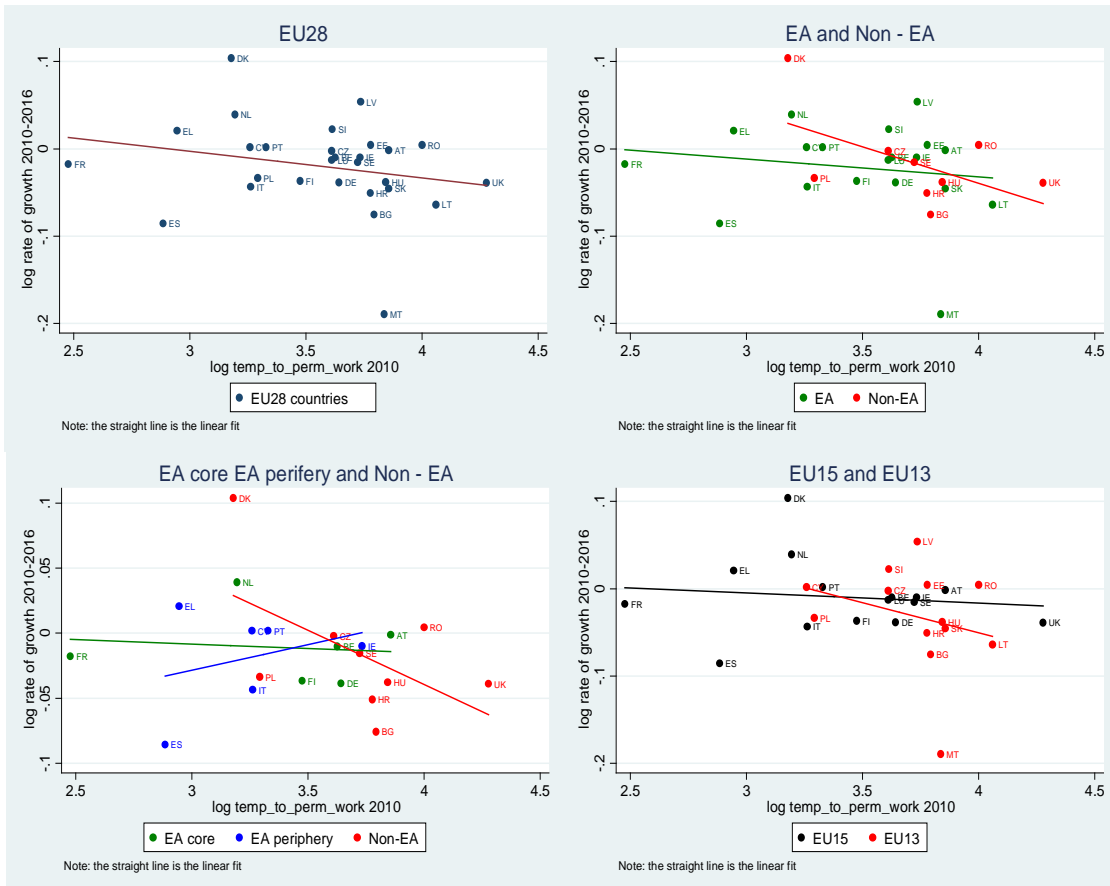 EU28
log rate of growth 2010-2016
.1
0
-.1
-.2
DK
LV
NL
SI
EL
CY
PT
CZ
EE
AT
RO
BE
IE
LU
SE
FR
PL
IT
FI
DE
HU
SK
UK
HR
LT
BG
ES
MT
2.5 3 3.5 4 4.5
log temp_to_perm_work 2010
EU28 countries
Note: the straight line is the linear fit
EA and Non - EA
log rate of growth 2010-2016
.1
0
-.1
-.2
DK
LV
NL
SI
EL
CY
PT
CZ
EE
AT
RO
BE
IE
LU
SE
FR
PL
IT
FI
DE
HU
SK
UK
HR
LT
BG
ES
MT
2.5 3 3.5 4 4.5
log temp_to_perm_work 2010
EA Non-EA
Note: the straight line is the linear fit
EA core EA perifery and Non - EA
log rate of growth 2010-2016
.1
.05
0
-.05
-.1
DK
NL
EL
CY
PT
CZ
AT
RO
BE
IE
SE
FR
PL
IT
FI
DE
HU
UK
HR
BG
ES
2.5 3 3.5 4 4.5
log temp_to_perm_work 2010
EA core EA periphery Non-EA
Note: the straight line is the linear fit
EU15 and EU13
log rate of growth 2010-2016
.1
0
-.1
-.2
DK
LV
NL
SI
EL
CY
PT
CZ
EE
AT
RO
BE
IE
LU
SE
FR
PL
IT
FI
DE
HU
SK
UK
HR
LT
BG
ES
MT
2.5 3 3.5 4 4.5
log temp_to_perm_work 2010
EU15 EU13
Note: the straight line is the linear fit